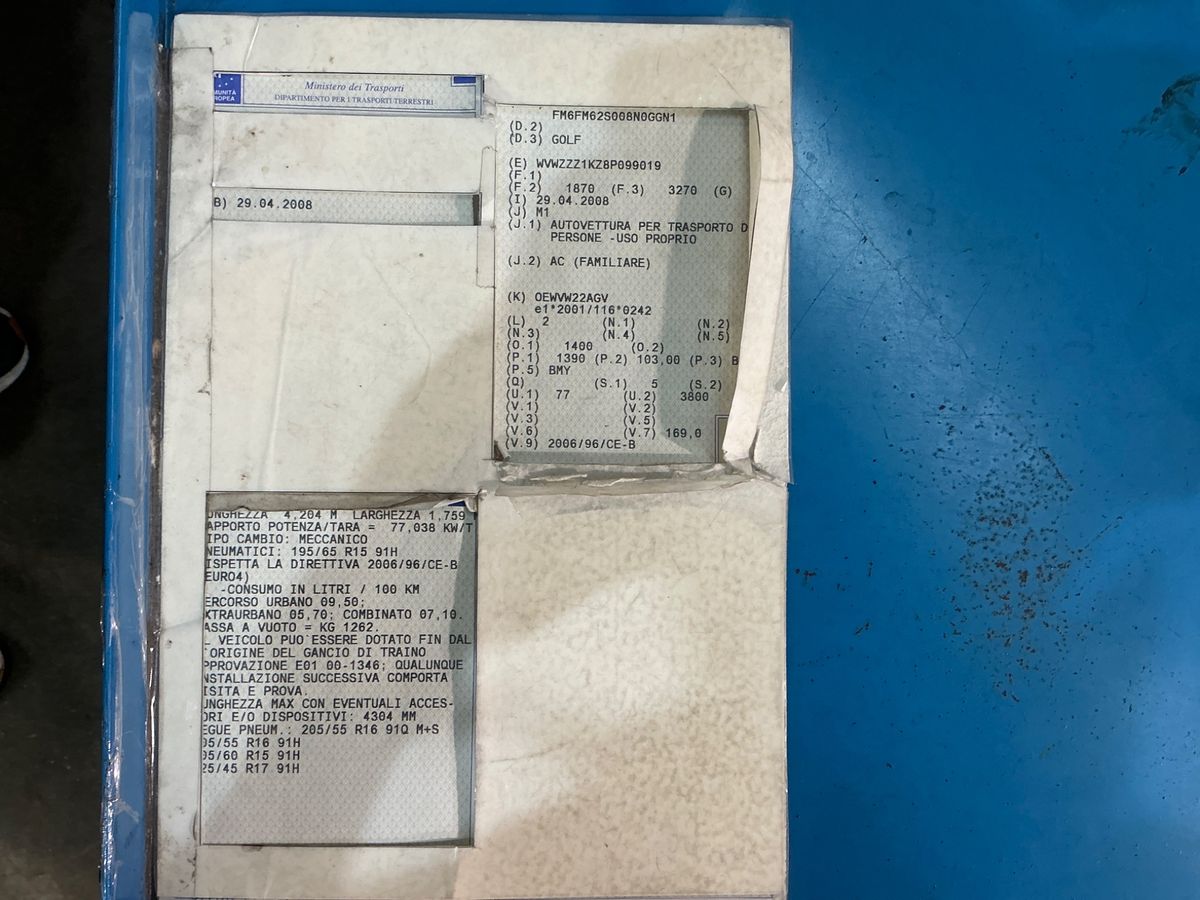 Ministero dei Trasporti
DIPARTIMENTO PER I TRASPORTI TERRESTRI
B) 29.04.2008
FM6FM62S008N0GGN1
(D.2)
(D.3) GOLF
(E) WVWZZZ1KZ8P099019
(F.1)
(F.2) 1870 (F.3) 3270 (G)
(I) 29.04.2008
(J) M1
(J.1) AUTOVETTURA PER TRASPORTO D
PERSONE -USO PROPRIO
(J.2) AC (FAMILIARE)
(K) OEWVW22AGV
e1*2001/116*0242
(L) 2 (N.1) (N.2)
(N.3) (N.4) (N.5)
(O.1) 1400 (O.2)
(P.1) 1390 (P.2) 103,00 (P.3) B
(P.5) BMY
(Q) (S.1) 5 (S.2)
(U.1) 77 (U.2) 3800
(V.1) (V.2)
(V.3) (V.5)
(V.6) (V.7) 169,0
(V.9) 2006/96/CE-B
UNGHEZZA 4,204 M LARGHEZZA 1,759
APPORTO POTENZA/TARA = 77,038 KW/T
IPO CAMBIO: MECCANICO
NEUMATICI: 195/65 R15 91H
ISPETTA LA DIRETTIVA 2006/96/CE-B
EURO4)
-CONSUMO IN LITRI / 100 KM
ERCORSO URBANO 09,50;
XTRAURBANO 05,70; COMBINATO 07,10.
ASSA A VUOTO = KG 1262.
L VEICOLO PUO`ESSERE DOTATO FIN DAL
ORIGINE DEL GANCIO DI TRAINO
PPROVAZIONE E01 00-1346; QUALUNQUE
NSTALLAZIONE SUCCESSIVA COMPORTA
ISITA E PROVA.
UNGHEZZA MAX CON EVENTUALI ACCES-
ORI E/O DISPOSITIVI: 4304 MM
EGUE PNEUM.: 205/55 R16 91Q M+S
05/55 R16 91H
05/60 R15 91H
25/45 R17 91H